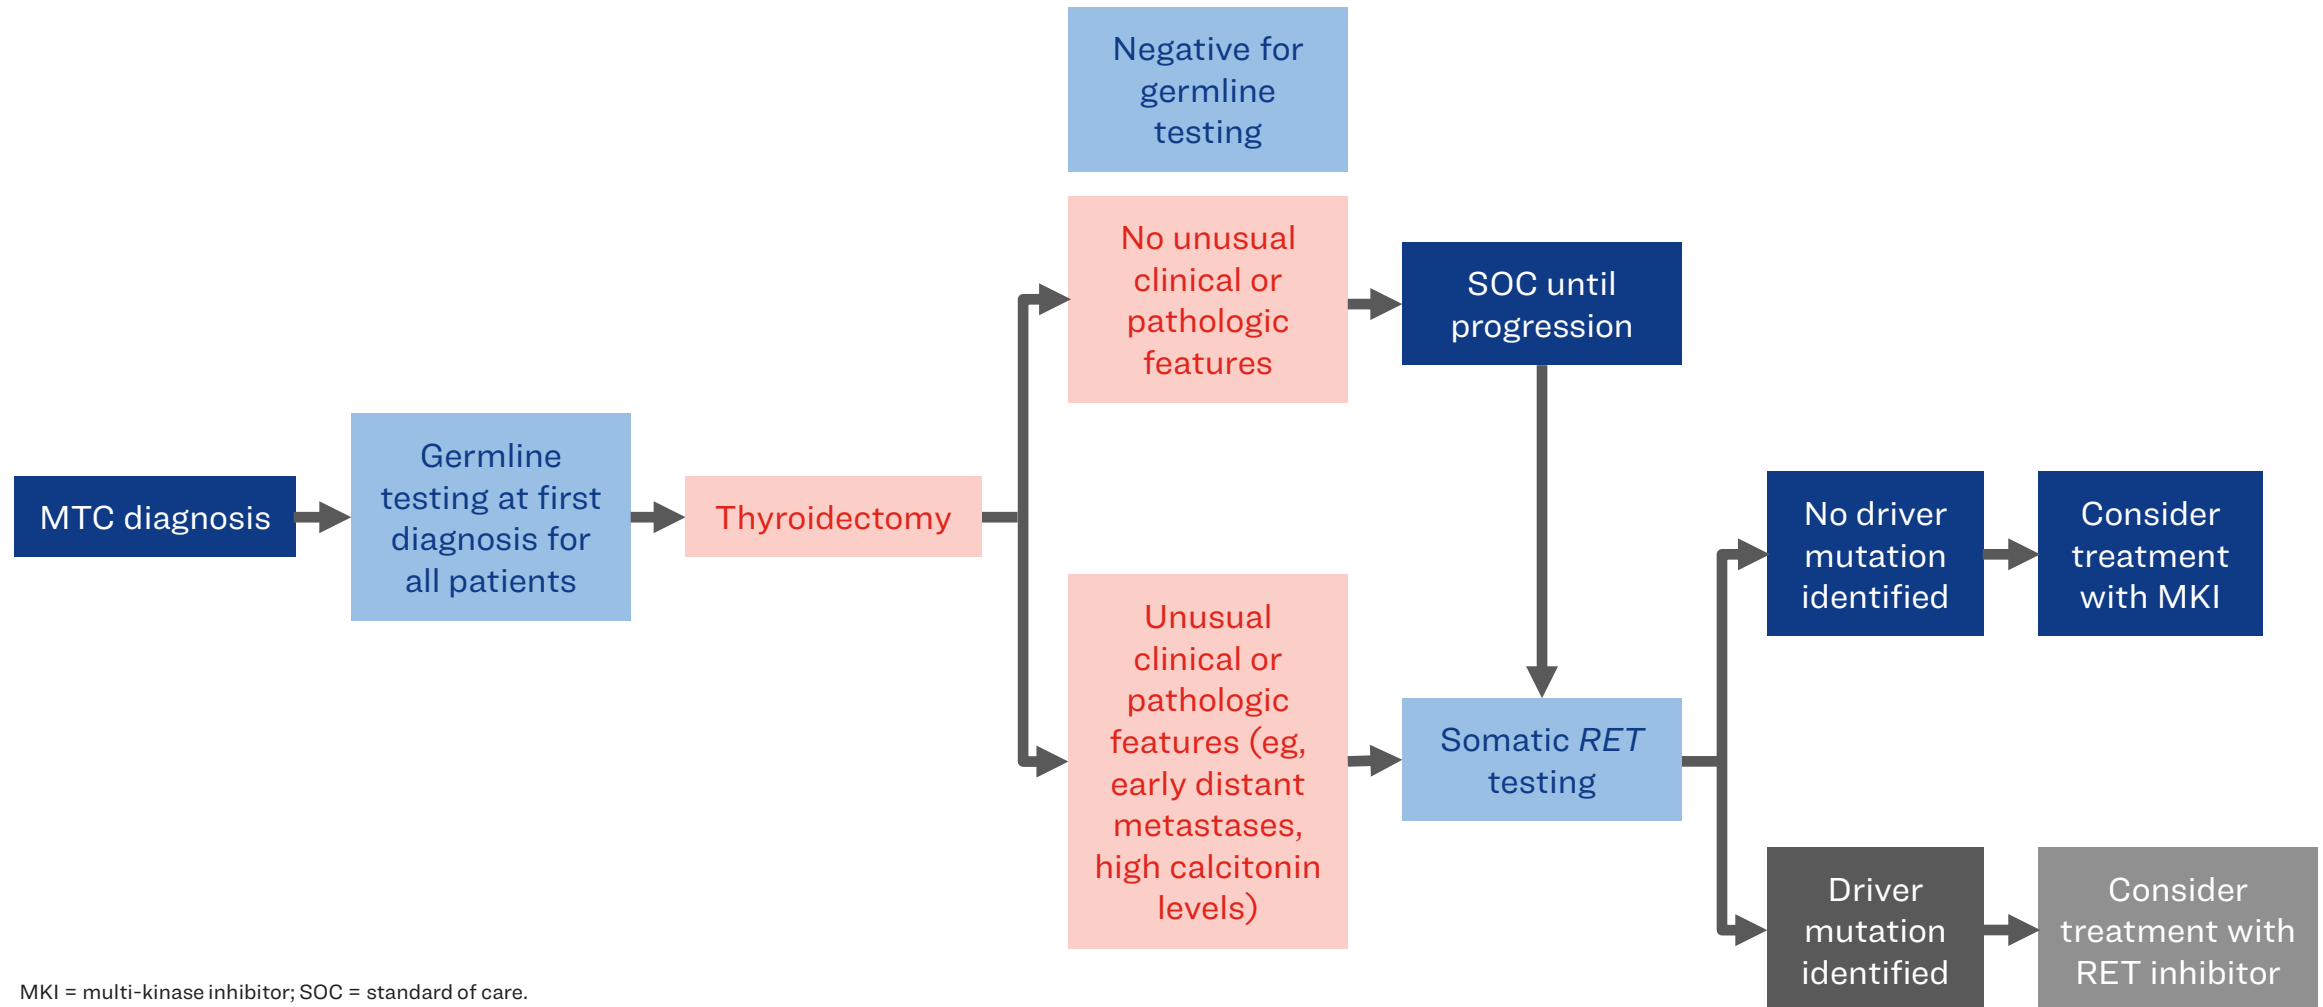 Negative for
germline
testing
No unusual
clinical or
pathologic
features
SOC until
progression
MTC diagnosis
Germline
testing at first
diagnosis for
all patients
Thyroidectomy
Unusual
clinical or
pathologic
features (eg,
early distant
metastases,
high calcitonin
levels)
Somatic RET
testing
No driver
mutation
identified
Consider
treatment
with MKI
Driver
mutation
identified
Consider
treatment with
RET inhibitor
MKI = multi-kinase inhibitor; SOC = standard of care.